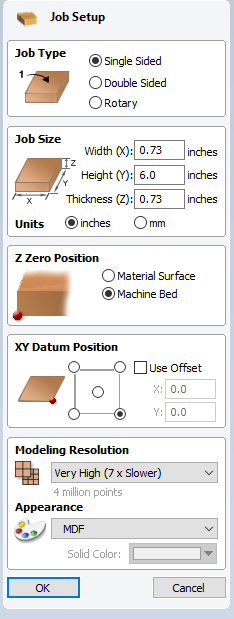 Job Setup
Job Type
1
Single Sided
Double Sided
Rotary
Job Size
Width (X): 0.73 inches
Height (Y): 6.0 inches
Thickness (Z): 0.73 inches
Z
Y
X
Units inches mm
Z Zero Position
Material Surface
Machine Bed
XY Datum Position
Use Offset
X: 0.0
Y: 0.0
Modeling Resolution
Very High (7 x Slower)
4 million points
Appearance
MDF
Solid Color:
OK Cancel